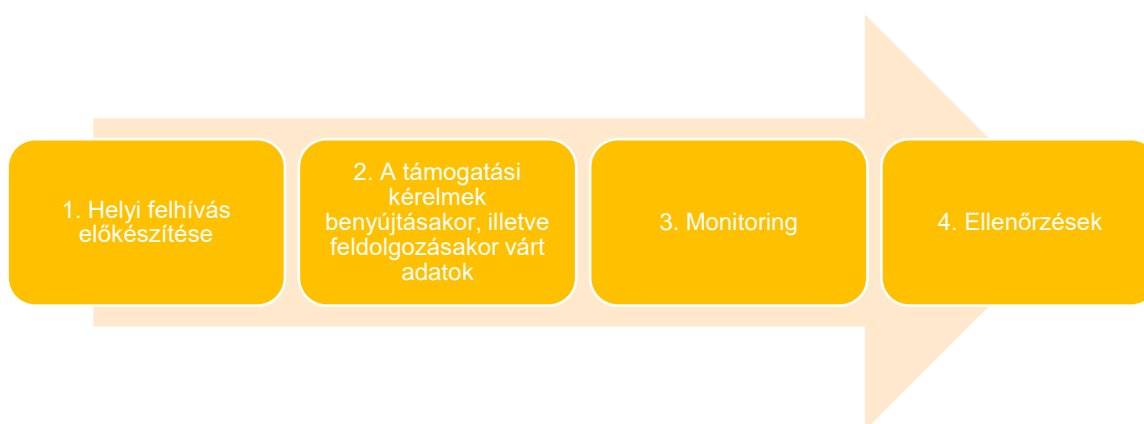 1. Helyi felhívás
előkészítése
2. A támogatási
kérelmek
benyújtásakor, illetve
feldolgozásakor várt
adatok
3. Monitoring
4. Ellenőrzések